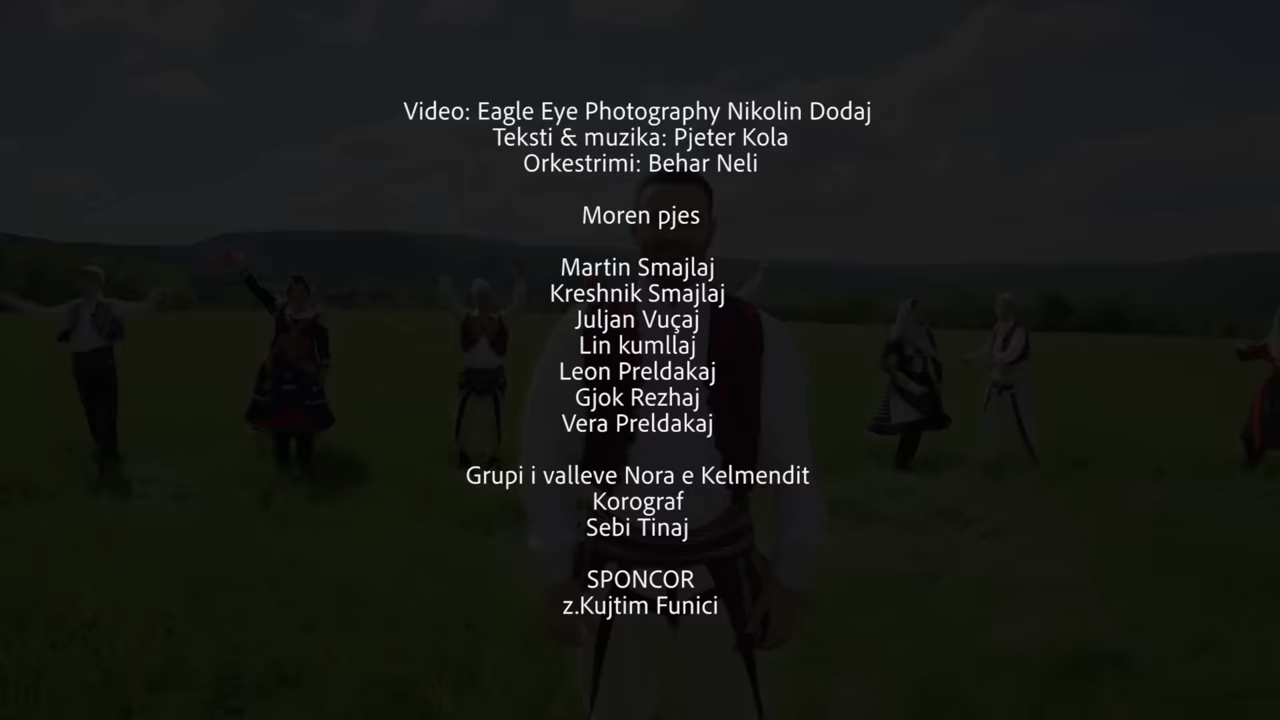 Video: Eagle Eye Photography Nikolin Dodaj
Teksti & muzika: Pjeter Kola
Orkestrimi: Behar Neli
Moren pjes
Martin Smajlaj
Kreshnik Smajlaj
Juljan Vuçaj
Lin kumllaj
Leon Preldakaj
Gjok Rezhaj
Vera Preldakaj
Grupi i valleve Nora e Kelmendit
Korograf
Sebi Tinaj
SPONCOR
z.Kujtim Funici